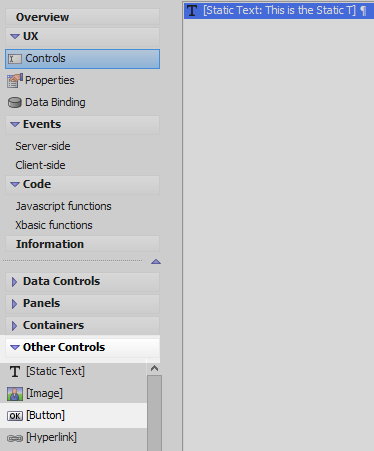 Overview
UX
Controls
Properties
Data Binding
Events
Server-side
Client-side
Code
Javascript functions
Xbasic functions
Information
Data Controls
Panels
Containers
Other Controls
T [Static Text]
[Image]
OK [Button]
[Hyperlink]
T [Static Text: This is the Static T] ¶